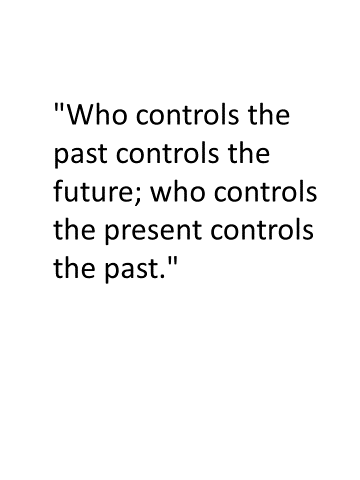 "Who controls the
past controls the
future; who controls
the present controls
the past."